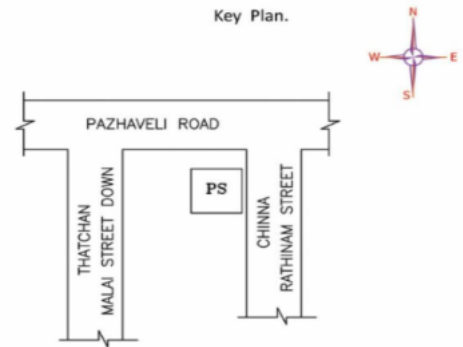 Key Plan.
N
W E
S
PAZHAVELI ROAD
PS
THATCHAN
MALAI STREET DOWN
CHINNA
RATHINAM STREET